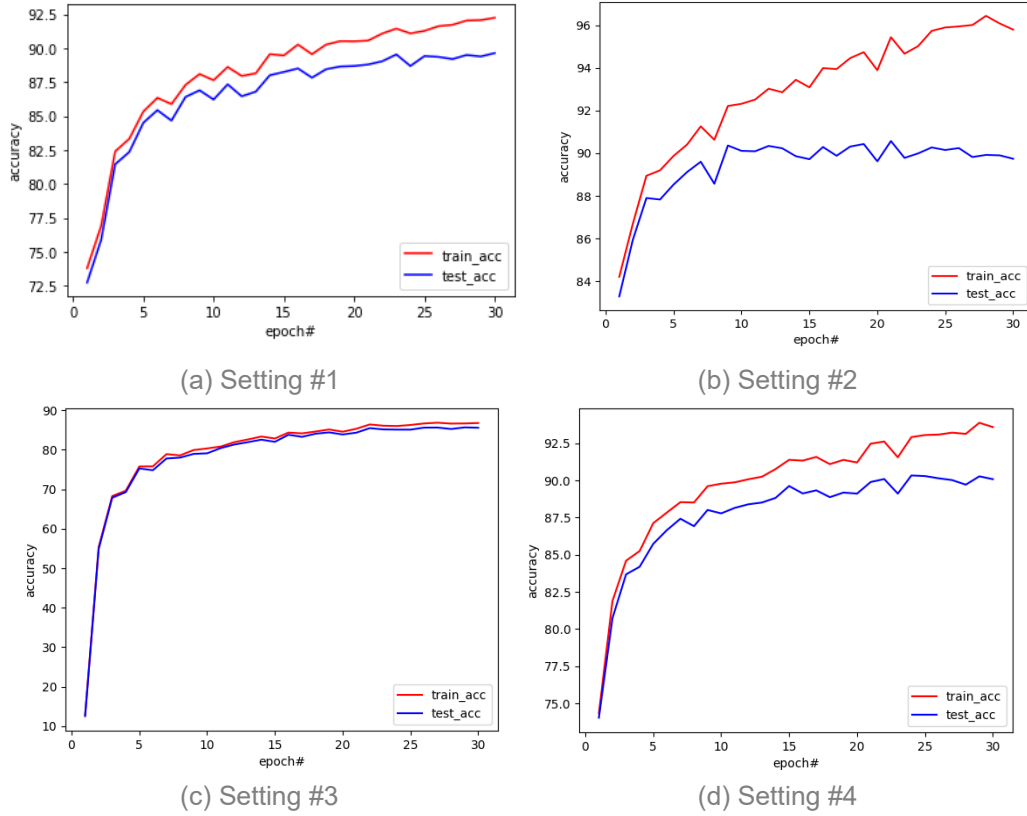 92.5
90.0
87.5
85.0
82.5
80.0
77.5
75.0
72.5
accuracy
0 5 10 15 20 25 30
epoch#
train_acc
test_acc
(a) Setting #1
96
94
92
90
88
86
84
accuracy
0 5 10 15 20 25 30
epoch#
train_acc
test_acc
(b) Setting #2
90
80
70
60
50
40
30
20
10
accuracy
0 5 10 15 20 25 30
epoch#
train_acc
test_acc
(c) Setting #3
92.5
90.0
87.5
85.0
82.5
80.0
77.5
75.0
accuracy
0 5 10 15 20 25 30
epoch#
train_acc
test_acc
(d) Setting #4